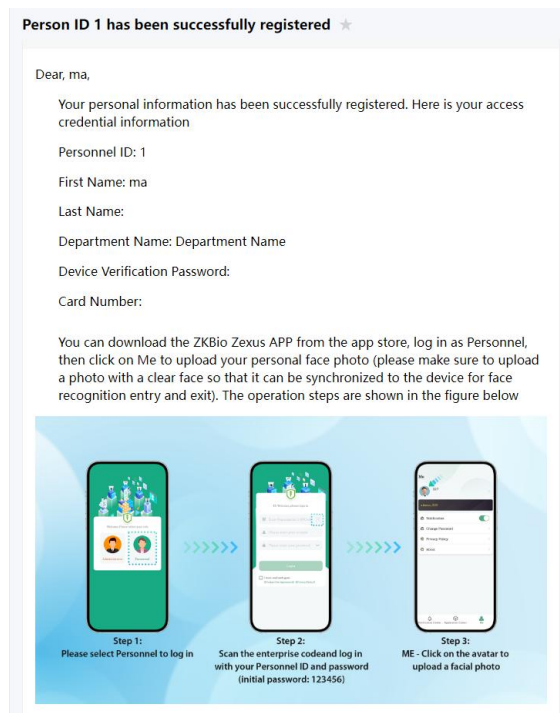 Person ID 1 has been successfully registered
Dear, ma,
Your personal information has been successfully registered. Here is your access
credential information
Personnel ID: 1
First Name: ma
Last Name:
Department Name: Department Name
Device Verification Password:
Card Number:
You can download the ZKBio Zexus APP from the app store, log in as Personnel,
then click on Me to upload your personal face photo (please make sure to upload
a photo with a clear face so that it can be synchronized to the device for face
recognition entry and exit). The operation steps are shown in the figure below
Me
Notification
Change Password
Privacy Policy
Step 1:
Please select Personnel to log in
Step 2:
Scan the enterprise codeand log in
with your Personnel ID and password
(initial password: 123456)
Step 3:
ME - Click on the avatar to
upload a facial photo